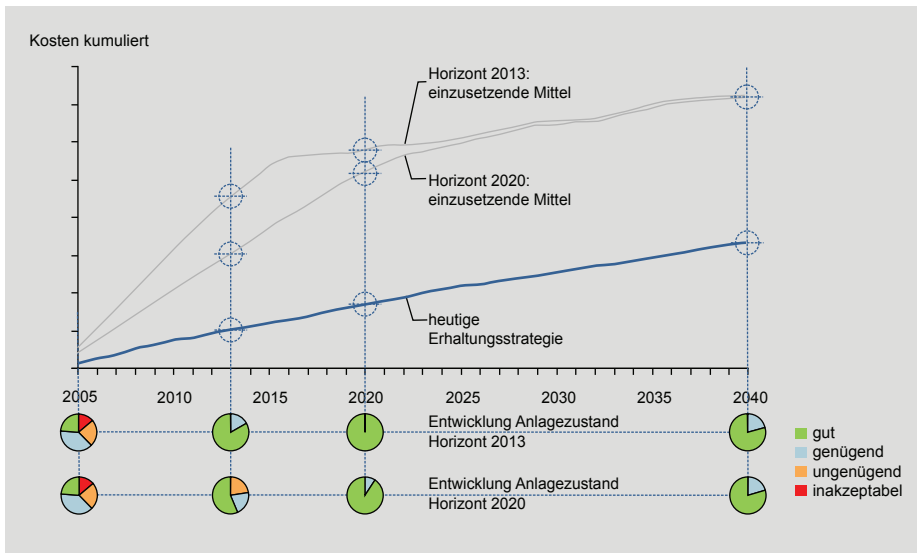 Kosten kumuliert
Horizont 2013:
einzusetzende Mittel
Horizont 2020:
einzusetzende Mittel
heutige
Erhaltungsstrategie
2005 2010 2015 2020 2025 2030 2035 2040
Entwicklung Anlagezustand
Horizont 2013
Entwicklung Anlagezustand
Horizont 2020
gut
genügend
ungenügend
inakzeptabel